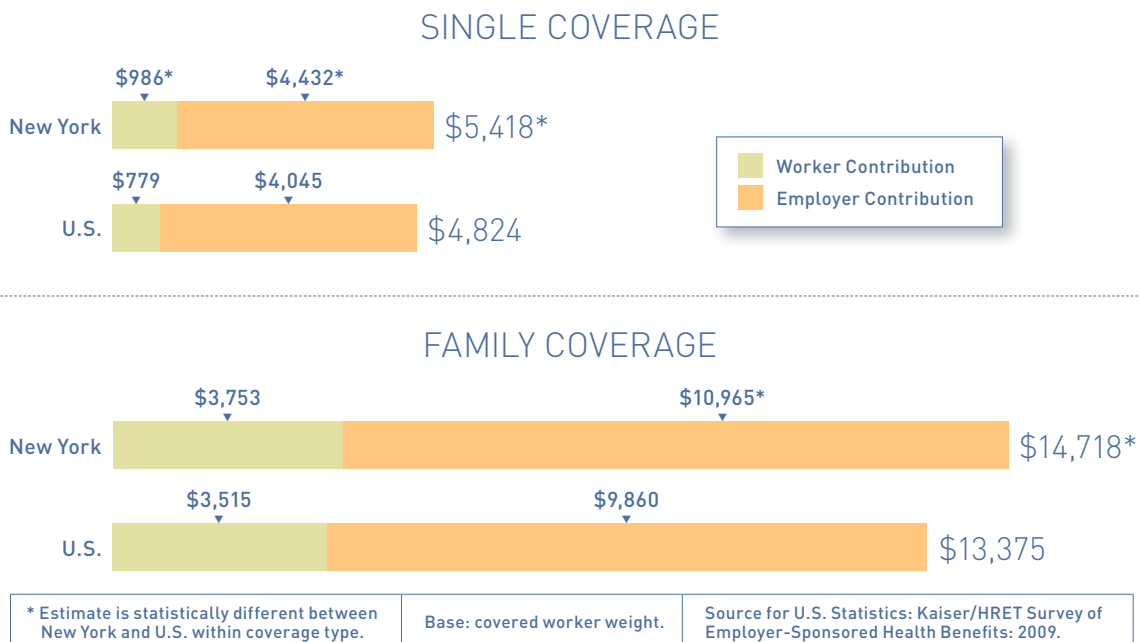 SINGLE COVERAGE
$986* $4,432*
New York $5,418*
$779 $4,045
U.S. $4,824
Worker Contribution
Employer Contribution
FAMILY COVERAGE
$3,753 $10,965*
New York $14,718*
$3,515 $9,860
U.S. $13,375
* Estimate is statistically different between
New York and U.S. within coverage type.
Base: covered worker weight.
Source for U.S. Statistics: Kaiser/HRET Survey of
Employer-Sponsored Health Benefits: 2009.